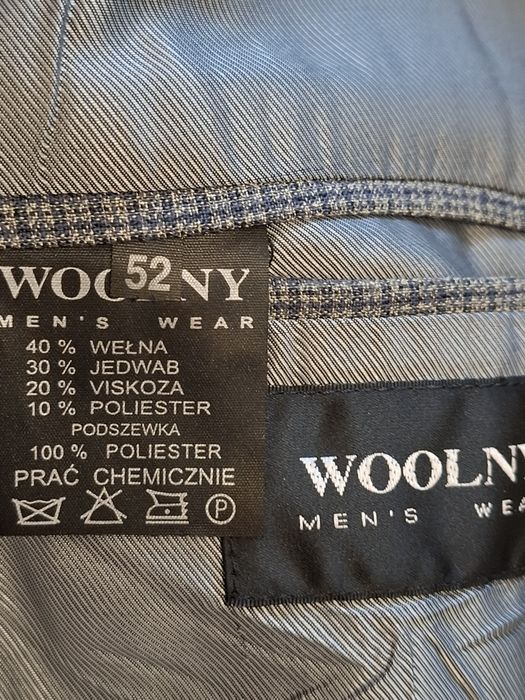 WOOLNY
52
MEN'S WEAR
40 % WEŁNA
30 % JEDWAB
20 % VISKOZA
10 % POLIESTER
PODSZEWKA
100 % POLIESTER
PRAĆ CHEMICZNIE
P
WOOLNY
MEN'S WEA